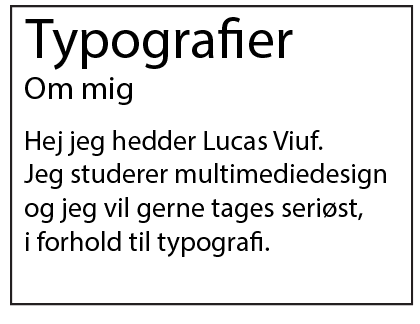 Typografier
Om mig
Hej jeg hedder Lucas Viuf.
Jeg studerer multimediedesign
og jeg vil gerne tages seriøst,
i forhold til typografi.